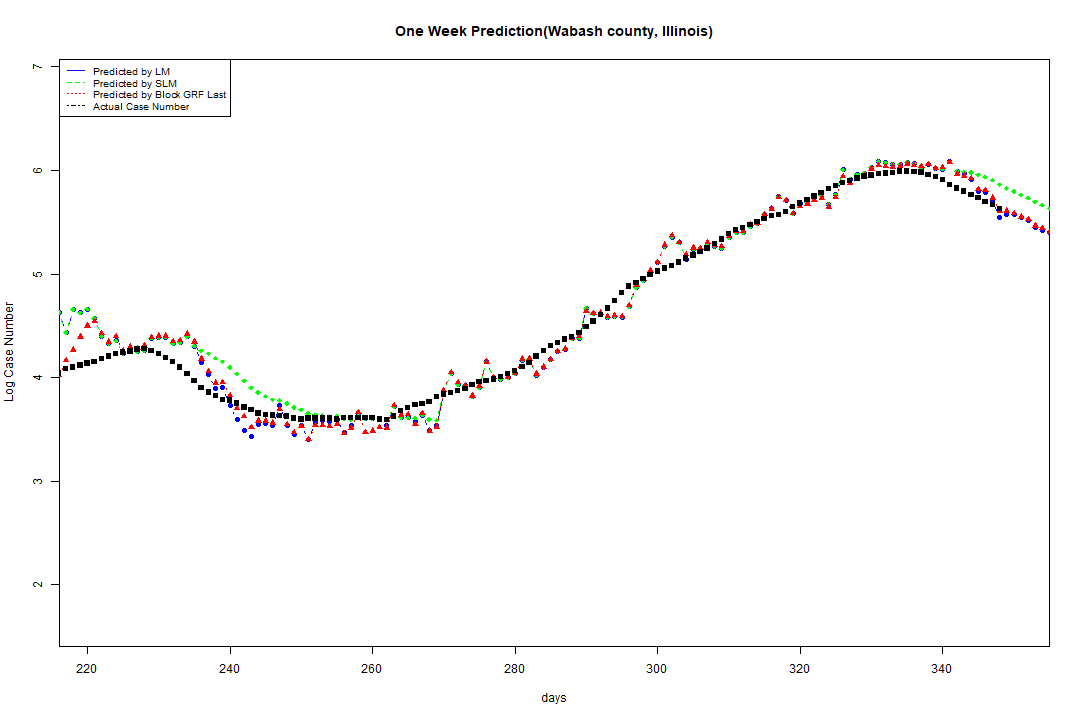 One Week Prediction(Wabash county, Illinois)
Predicted by LM
Predicted by SLM
Predicted by Block GRF Last
Actual Case Number
7
6
5
4
3
2
Log Case Number
220 240 260 280 300 320 340
days